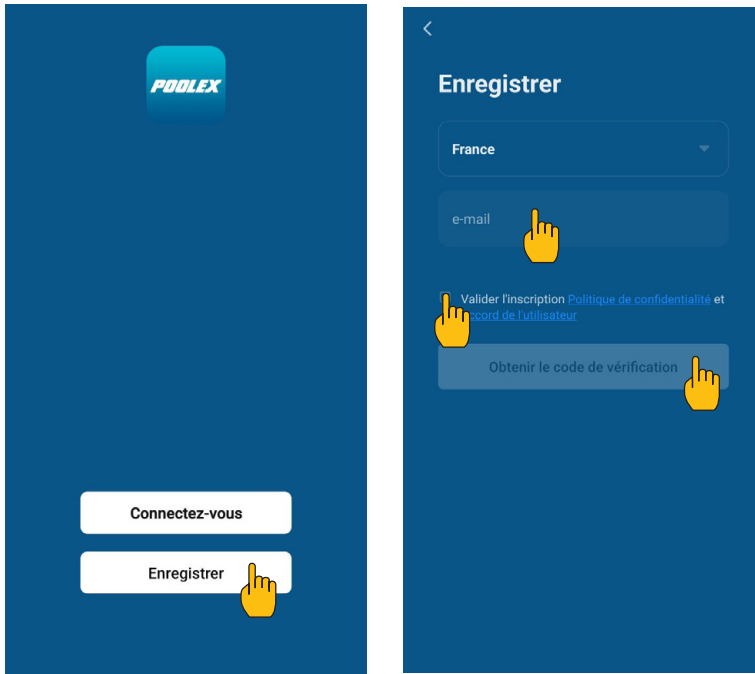 POOLEX
Connectez-vous
Enregistrer
Enregistrer
France
e-mail
Valider l'inscription Politique de confidentialité et
ccord de l'utilisateur
Obtenir le code de vérification